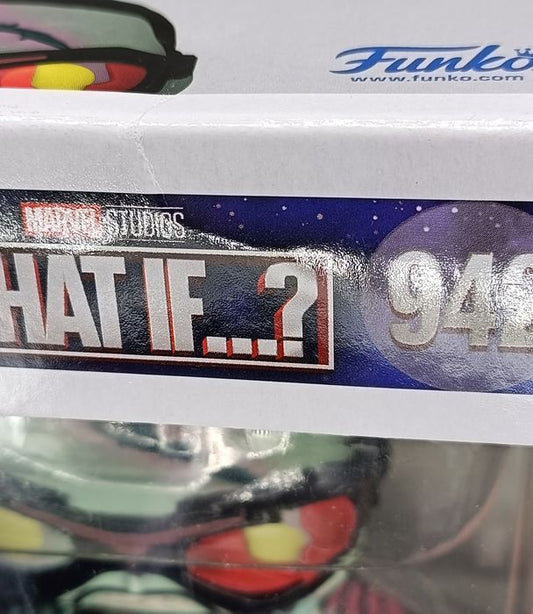 Funko
www.funko.com
MARVEL STUDIOS
HAT IF...?
94